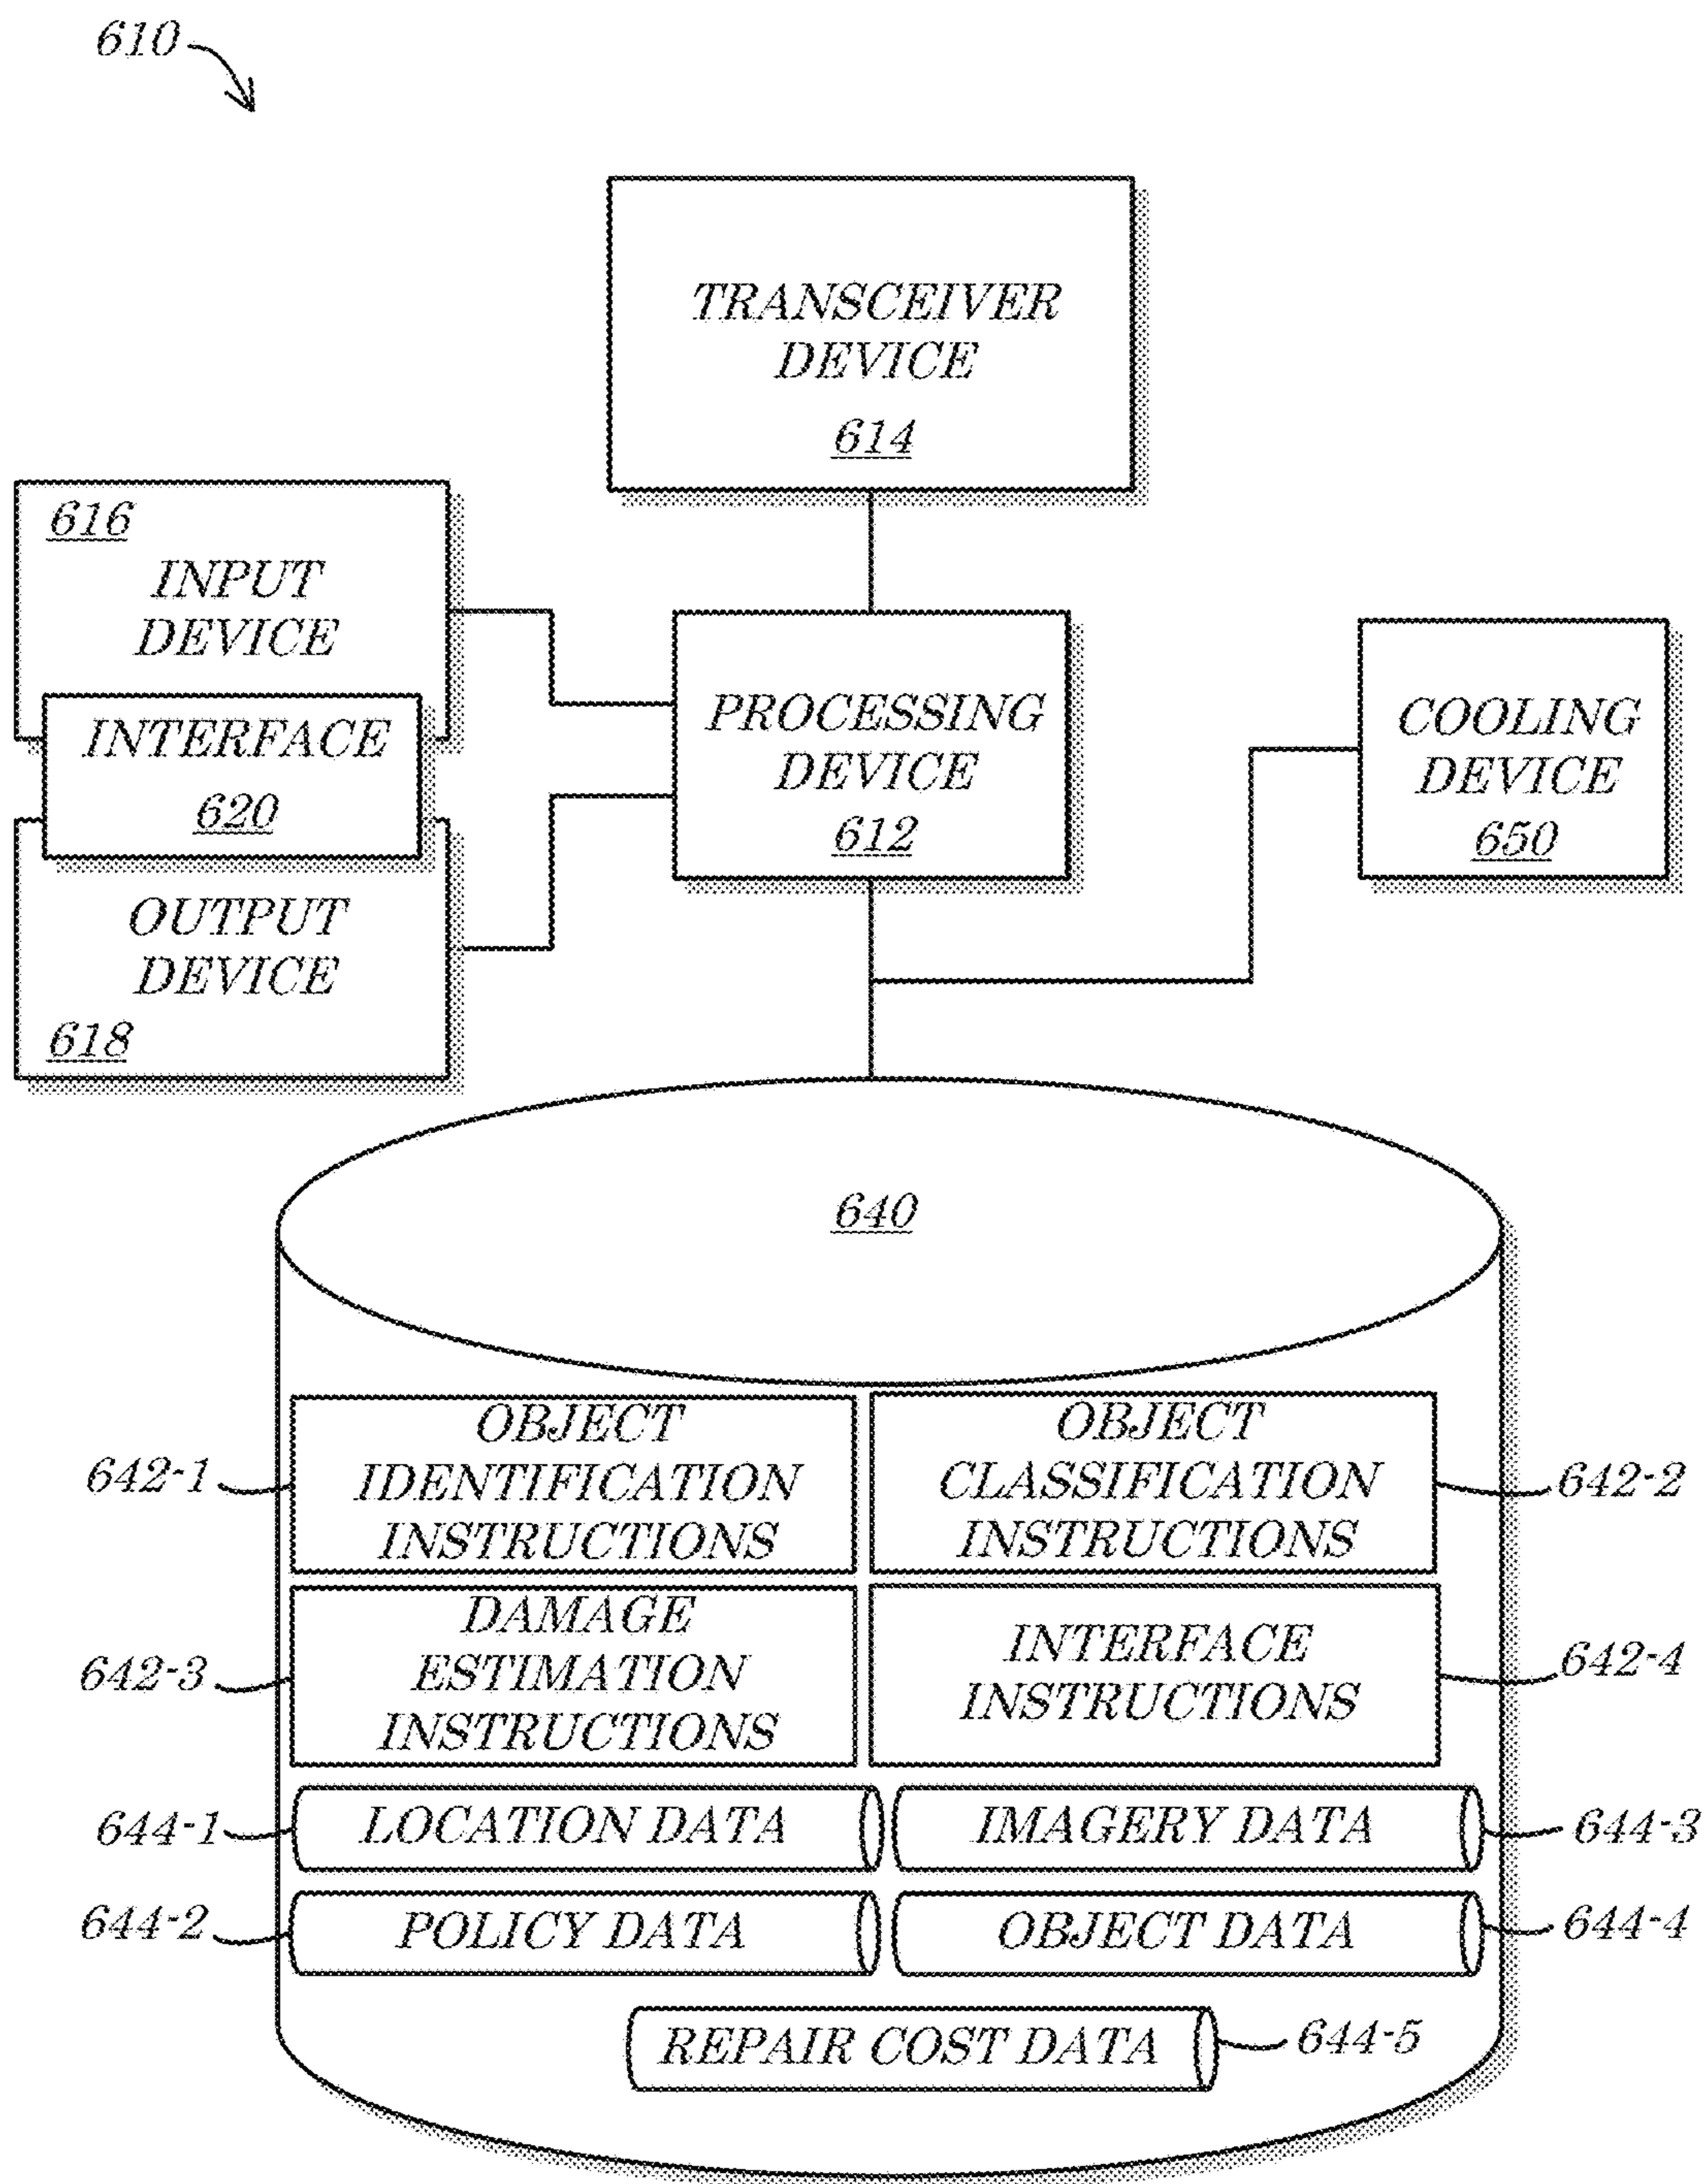 610
TRANSCEIVER
DEVICE
614
616
INPUT
DEVICE
INTERFACE
620
OUTPUT
DEVICE
618
PROCESSING
DEVICE
612
COOLING
DEVICE
650
640
642-1
OBJECT
IDENTIFICATION
INSTRUCTIONS
OBJECT
CLASSIFICATION
INSTRUCTIONS
642-2
642-3
DAMAGE
ESTIMATION
INSTRUCTIONS
INTERFACE
INSTRUCTIONS
642-4
644-1
LOCATION DATA
IMAGERY DATA
644-3
644-2
POLICY DATA
OBJECT DATA
644-4
REPAIR COST DATA
644-5